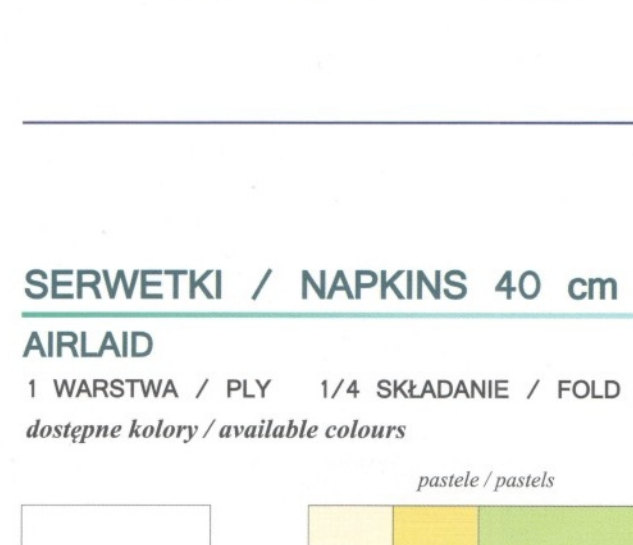 SERWETKI / NAPKINS 40 cm
AIRLAID
1 WARSTWA / PLY 1/4 SKŁADANIE / FOLD
dostępne kolory / available colours
pastele / pastels